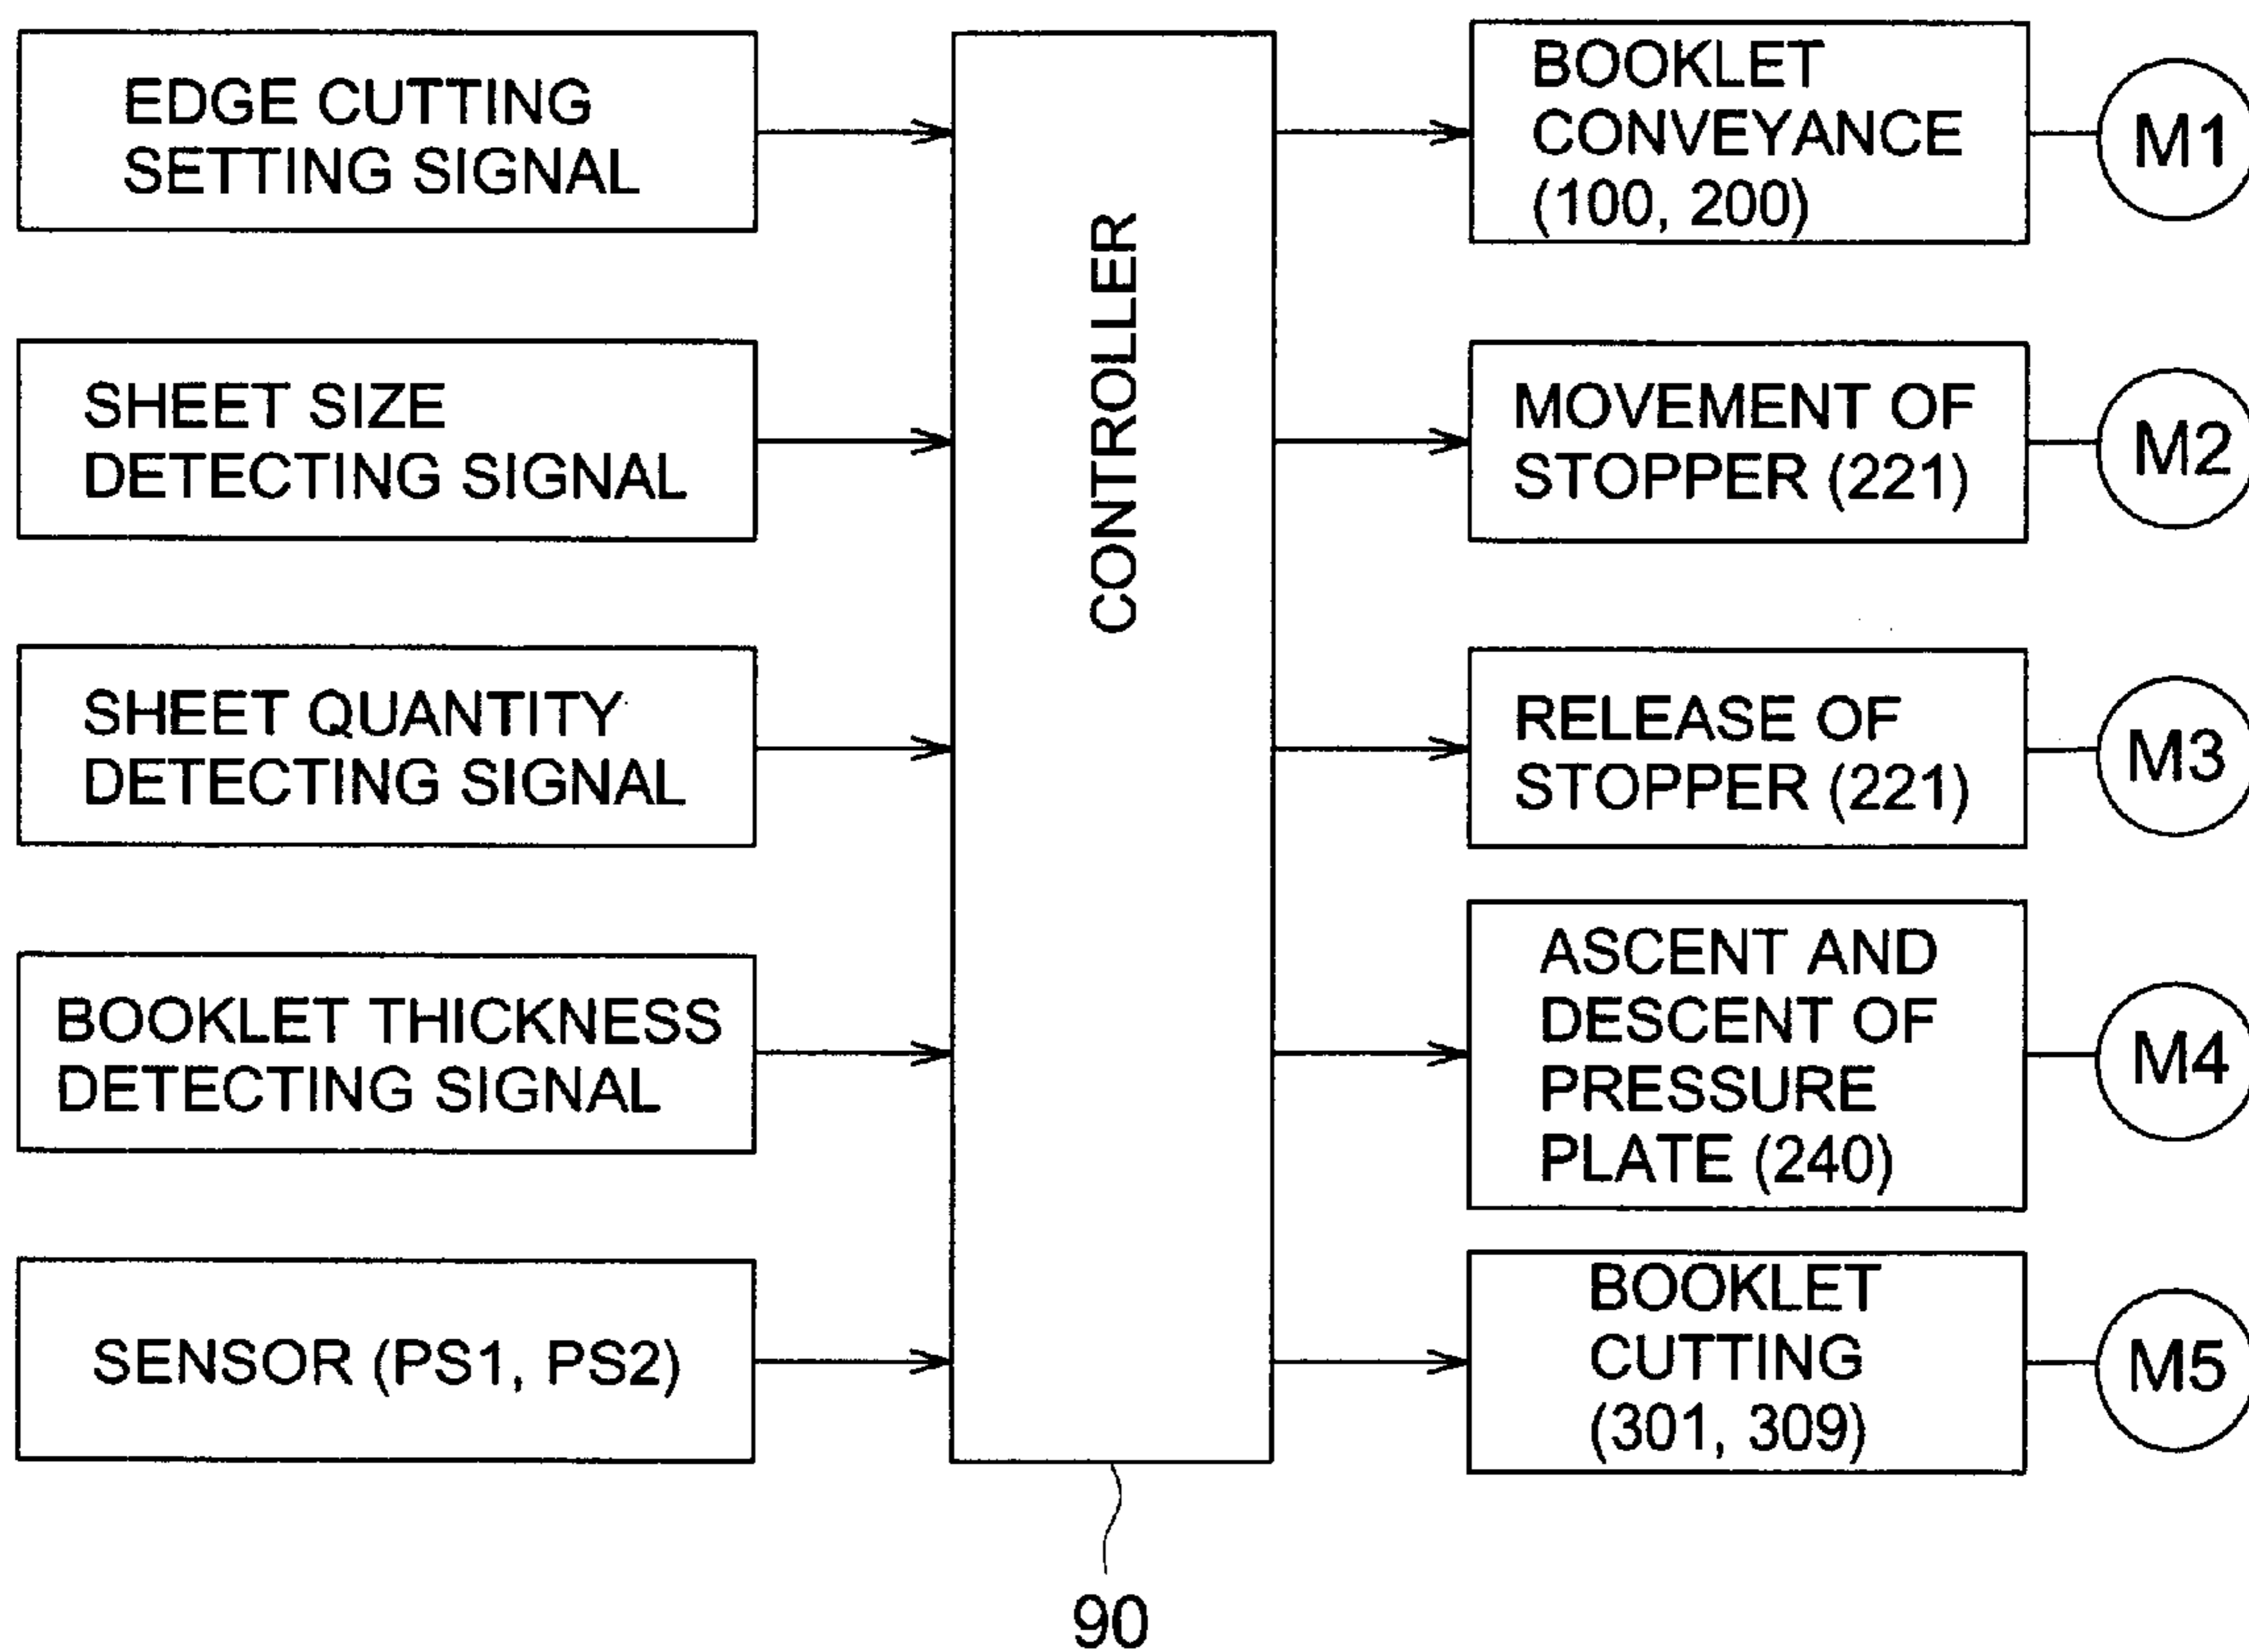 EDGE CUTTING
SETTING SIGNAL
SHEET SIZE
DETECTING SIGNAL
SHEET QUANTITY
DETECTING SIGNAL
BOOKLET THICKNESS
DETECTING SIGNAL
SENSOR (PS1, PS2)
CONTROLLER
90
BOOKLET
CONVEYANCE
(100, 200)
M1
MOVEMENT OF
STOPPER (221)
M2
RELEASE OF
STOPPER (221)
M3
ASCENT AND
DESCENT OF
PRESSURE
PLATE (240)
M4
BOOKLET
CUTTING
(301, 309)
M5